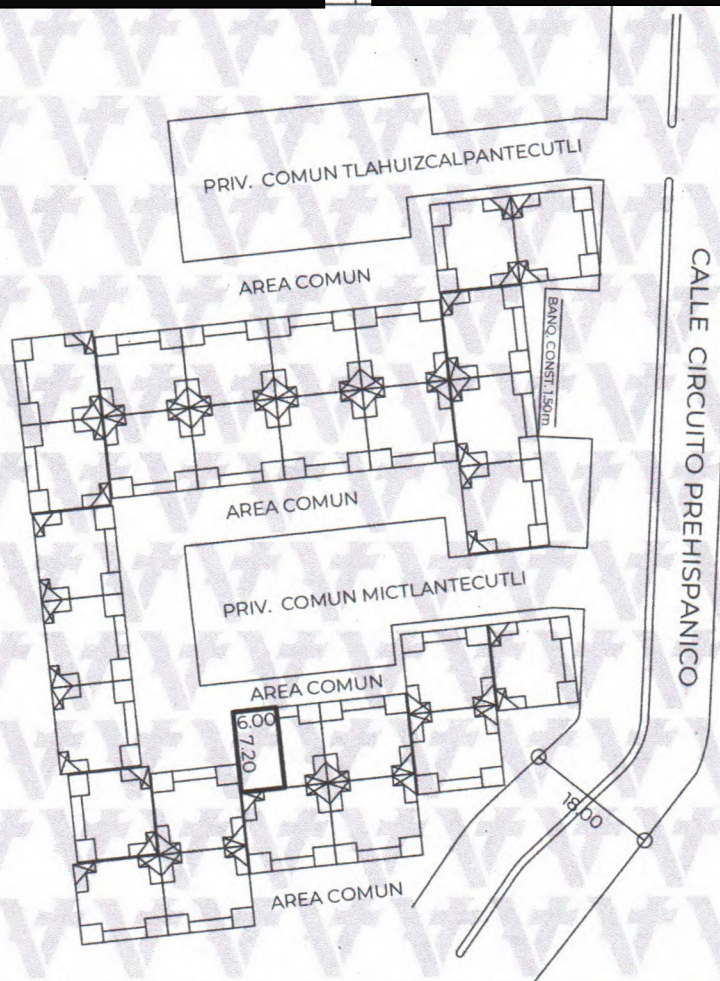 PRIV. COMUN TLAHUIZCALPANTECUTLI
AREA COMUN
BANQ. CONST. 1.50m
CALLE CIRCUITO PREHISPANICO
AREA COMUN
PRIV. COMUN MICTLANTECUTLI
AREA COMUN
6.00
7.20
18.00
AREA COMUN